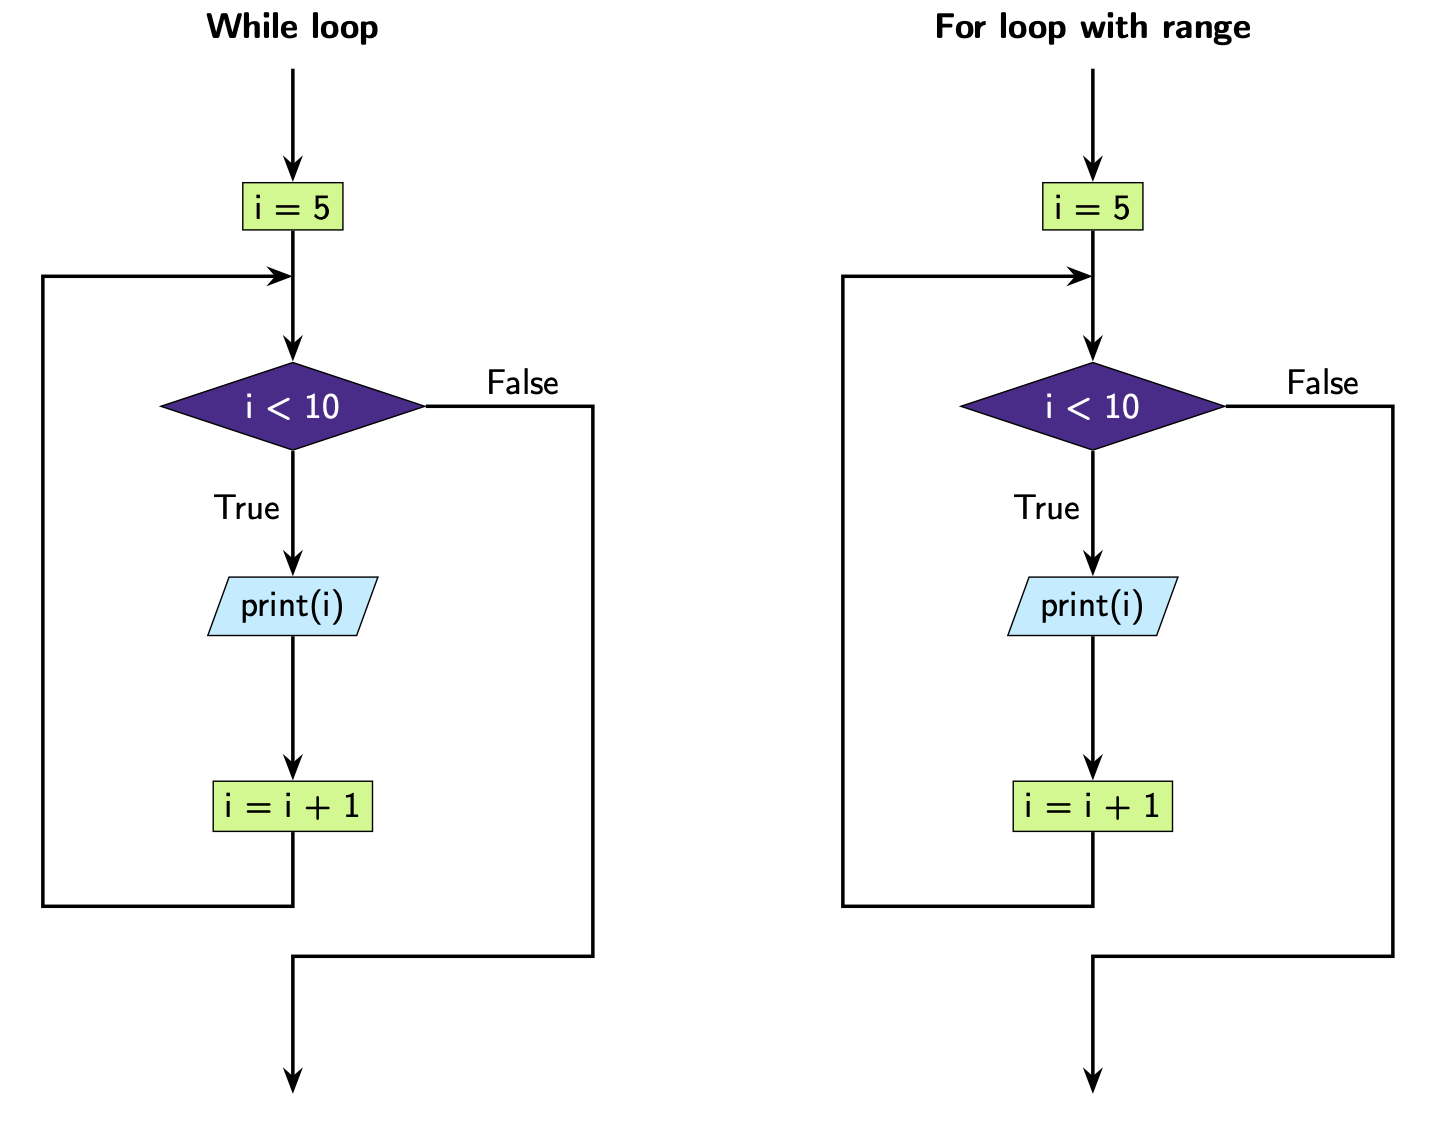 While loop
i = 5
i < 10
False
True
print(i)
i = i + 1
For loop with range
i = 5
i < 10
False
True
print(i)
i = i + 1